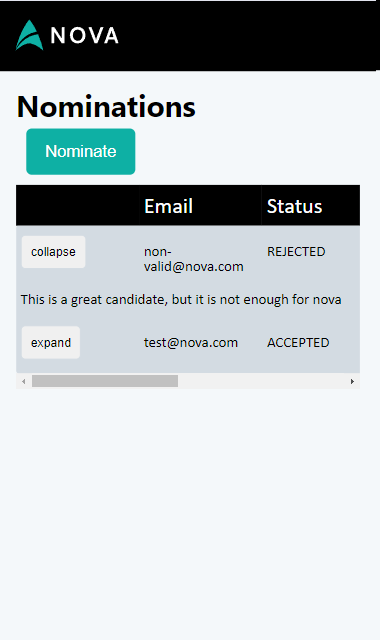 NOVA
Nominations
Nominate
Email Status
collapse non-valid@nova.com REJECTED
This is a great candidate, but it is not enough for nova
expand test@nova.com ACCEPTED